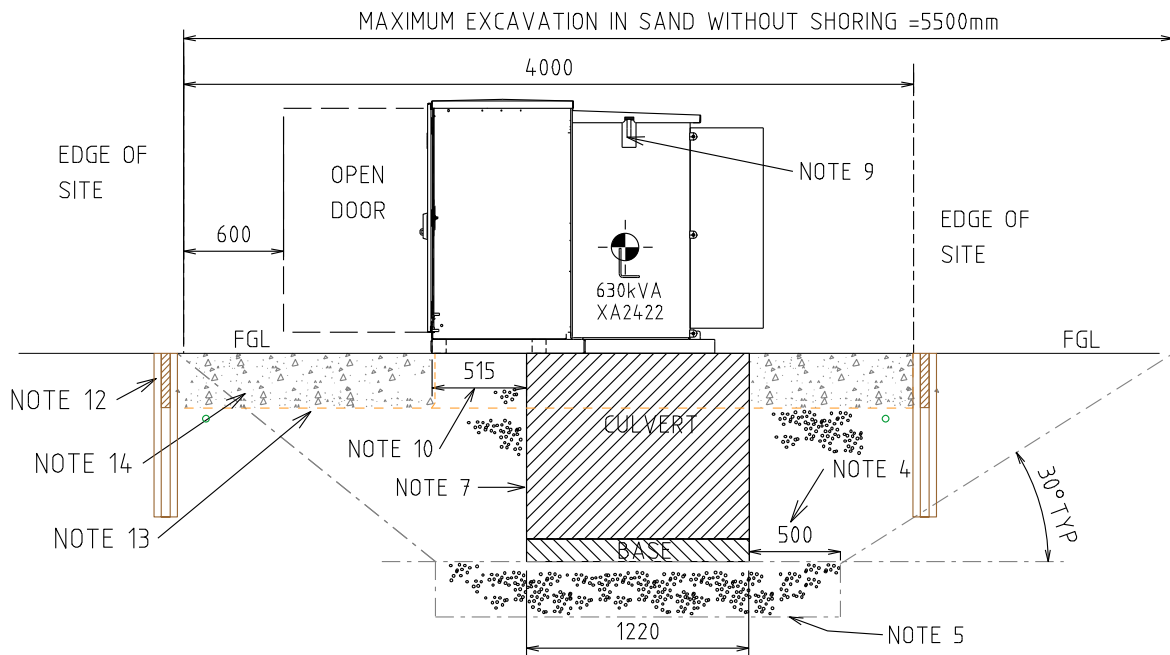 MAXIMUM EXCAVATION IN SAND WITHOUT SHORING =5500mm
4000
EDGE OF
SITE
OPEN
DOOR
NOTE 9
600
EDGE OF
SITE
630kVA
XA2422
FGL
FGL
515
NOTE 12
CULVERT
NOTE 10
NOTE 14
NOTE 4
NOTE 7
30°TYP
NOTE 13
500
BASE
1220
NOTE 5